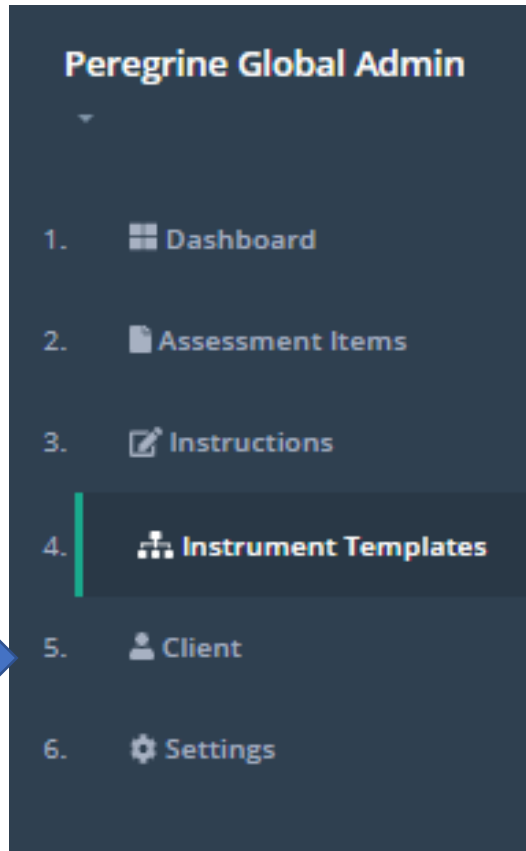 Peregrine Global Admin
1. Dashboard
2. Assessment Items
3. Instructions
4. Instrument Templates
5. Client
6. Settings